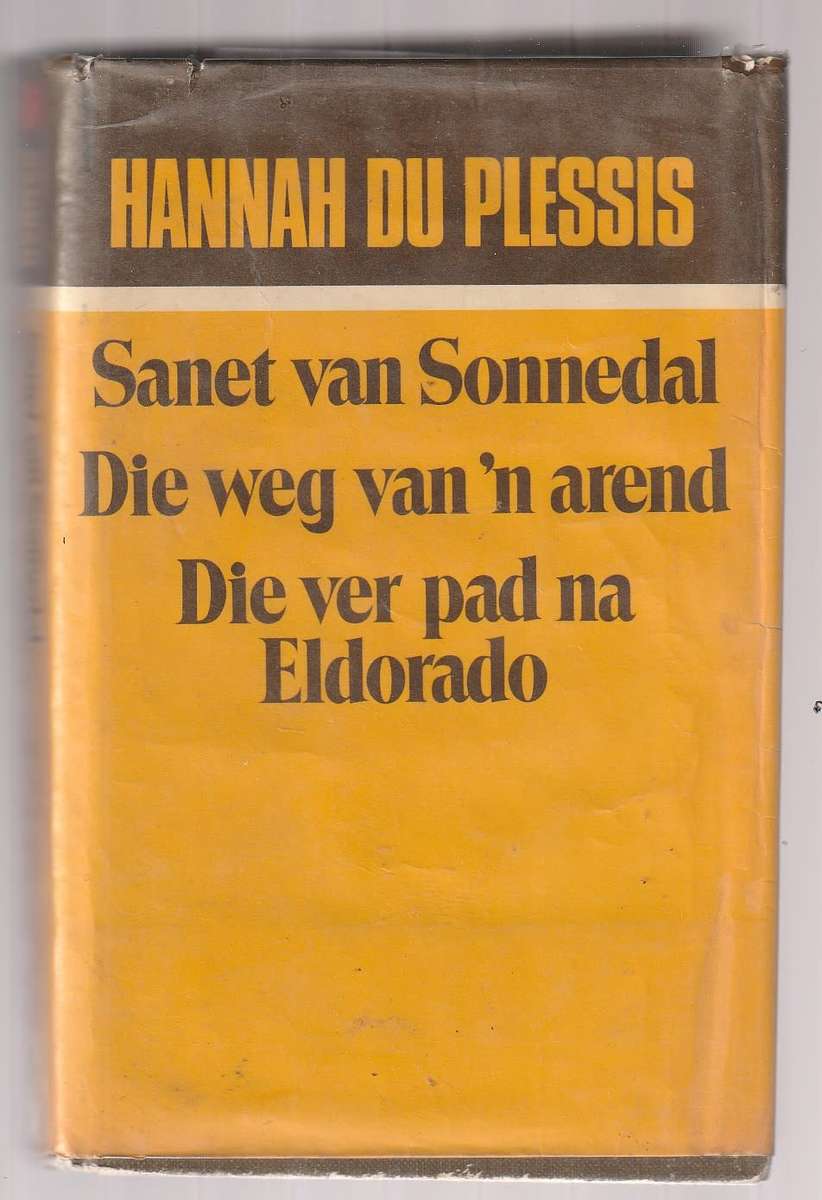 HANNAH DU PLESSIS
Sanet van Sonnedal
Die weg van 'n arend
Die ver pad na
Eldorado